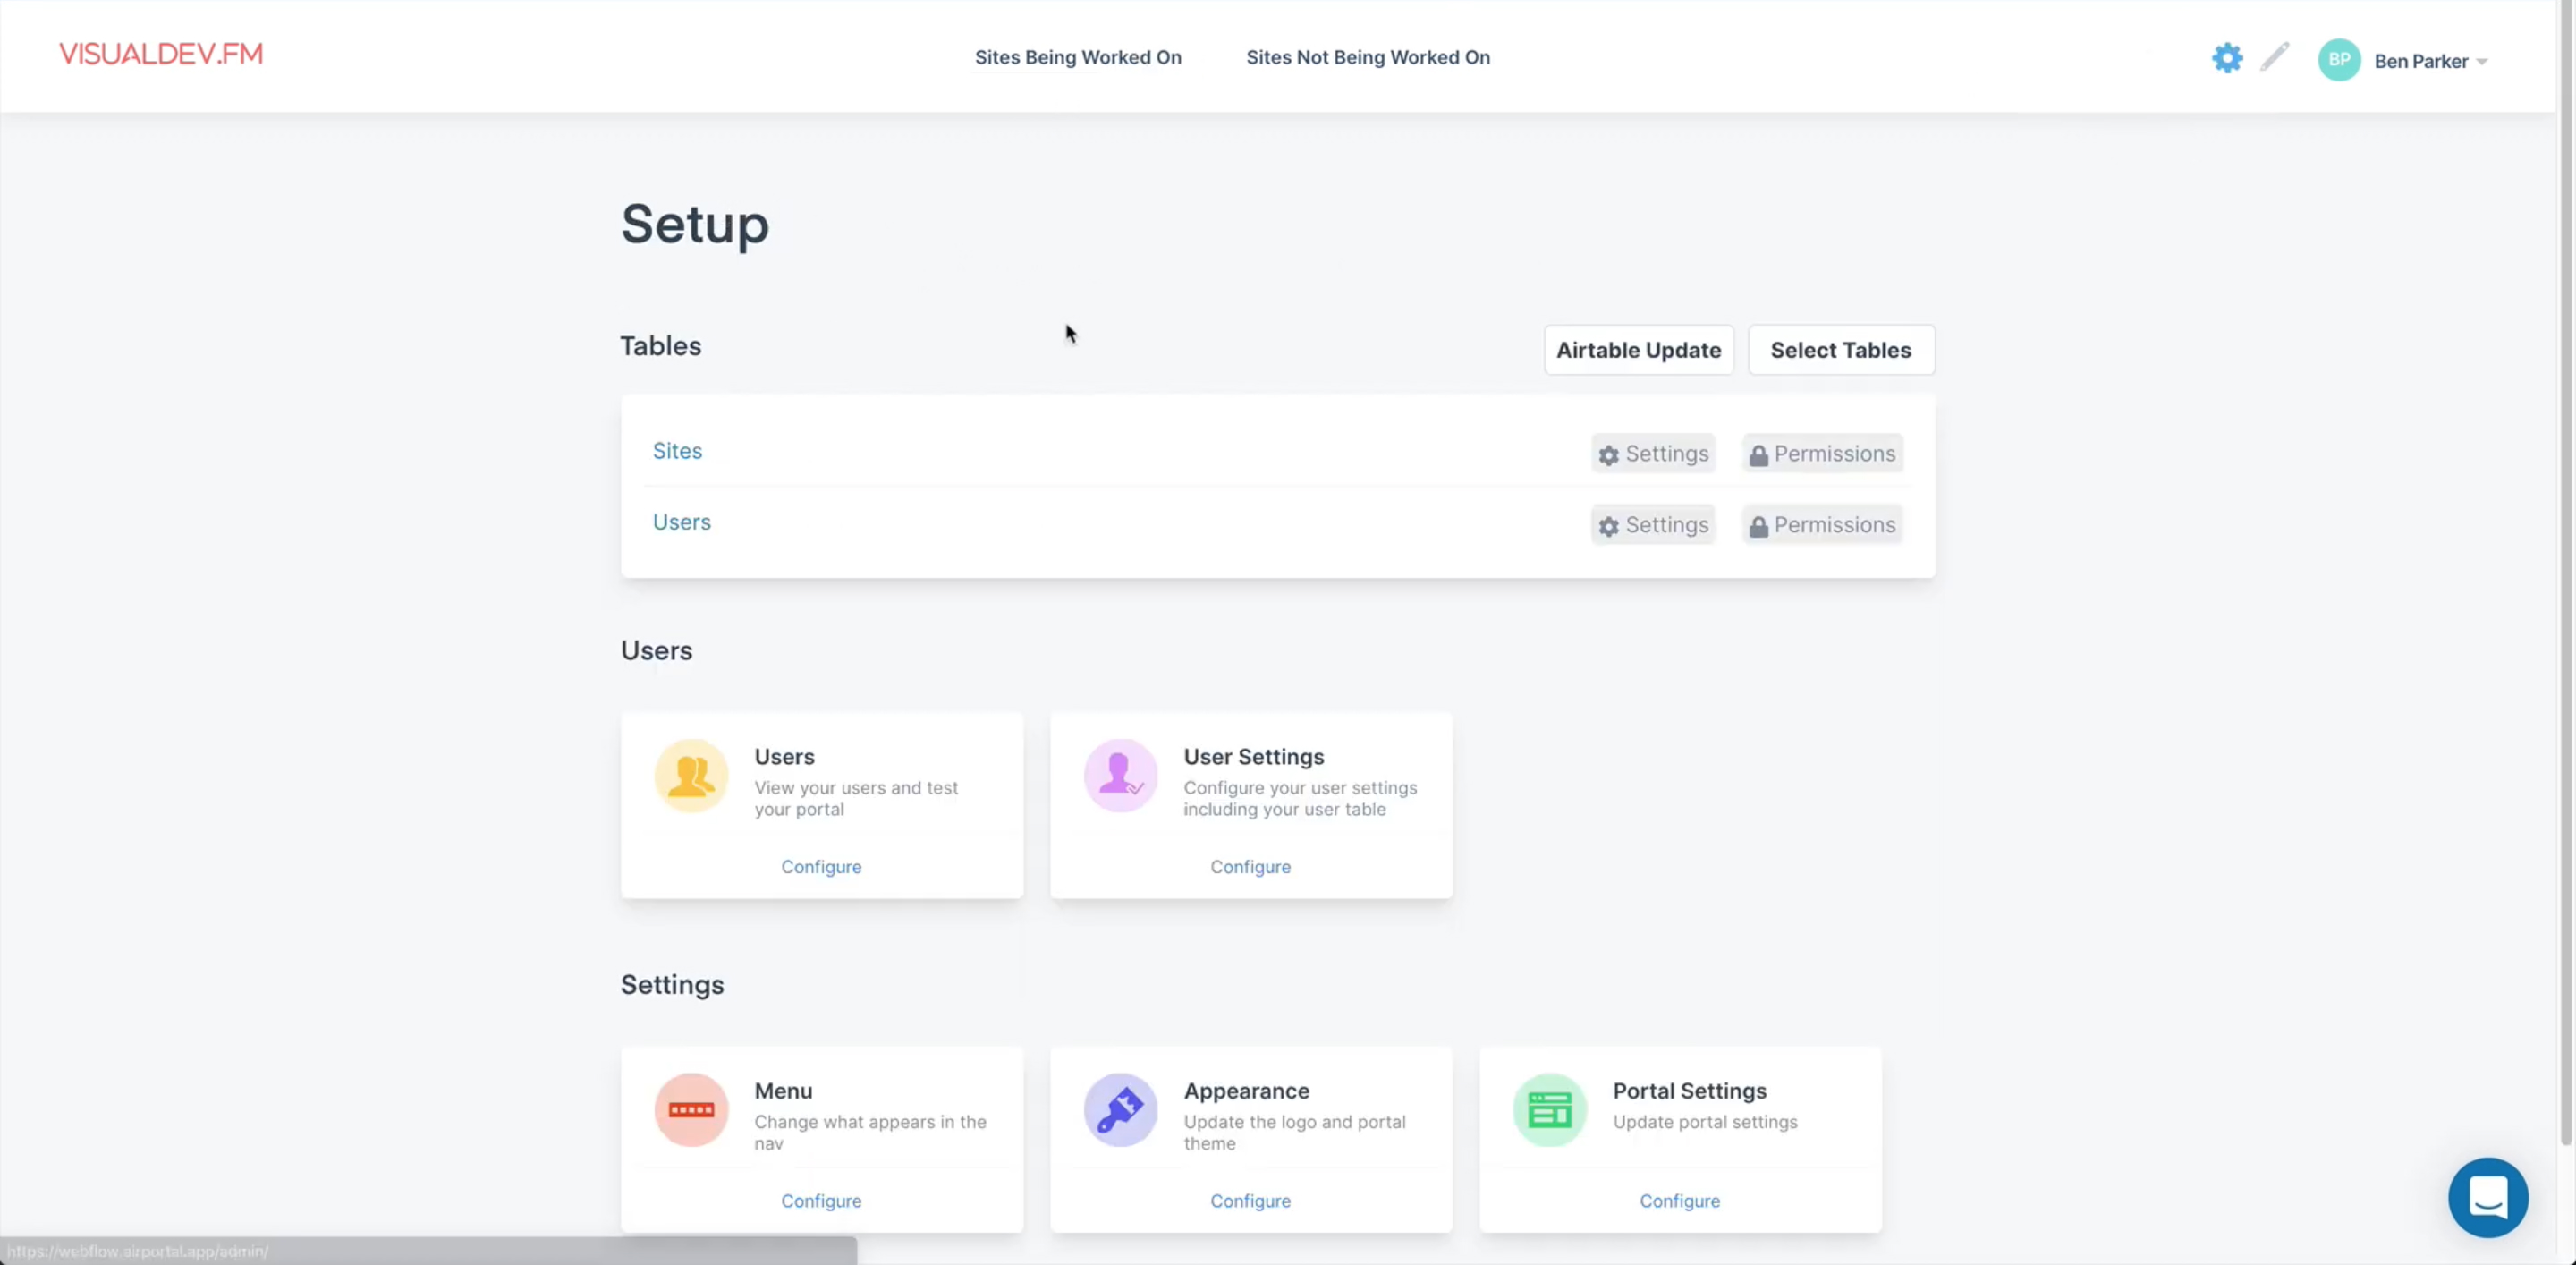 VISUALDEV.FM
Sites Being Worked On
Sites Not Being Worked On
BP
Ben Parker
Setup
Tables
Airtable Update
Select Tables
Sites
Settings
Permissions
Users
Settings
Permissions
Users
Users
View your users and test
your portal
Configure
User Settings
Configure your user settings
including your user table
Configure
Settings
Menu
Change what appears in the
nav
Configure
Appearance
Update the logo and portal
theme
Configure
Portal Settings
Update portal settings
Configure
https://webflow.airportal.app/admin/